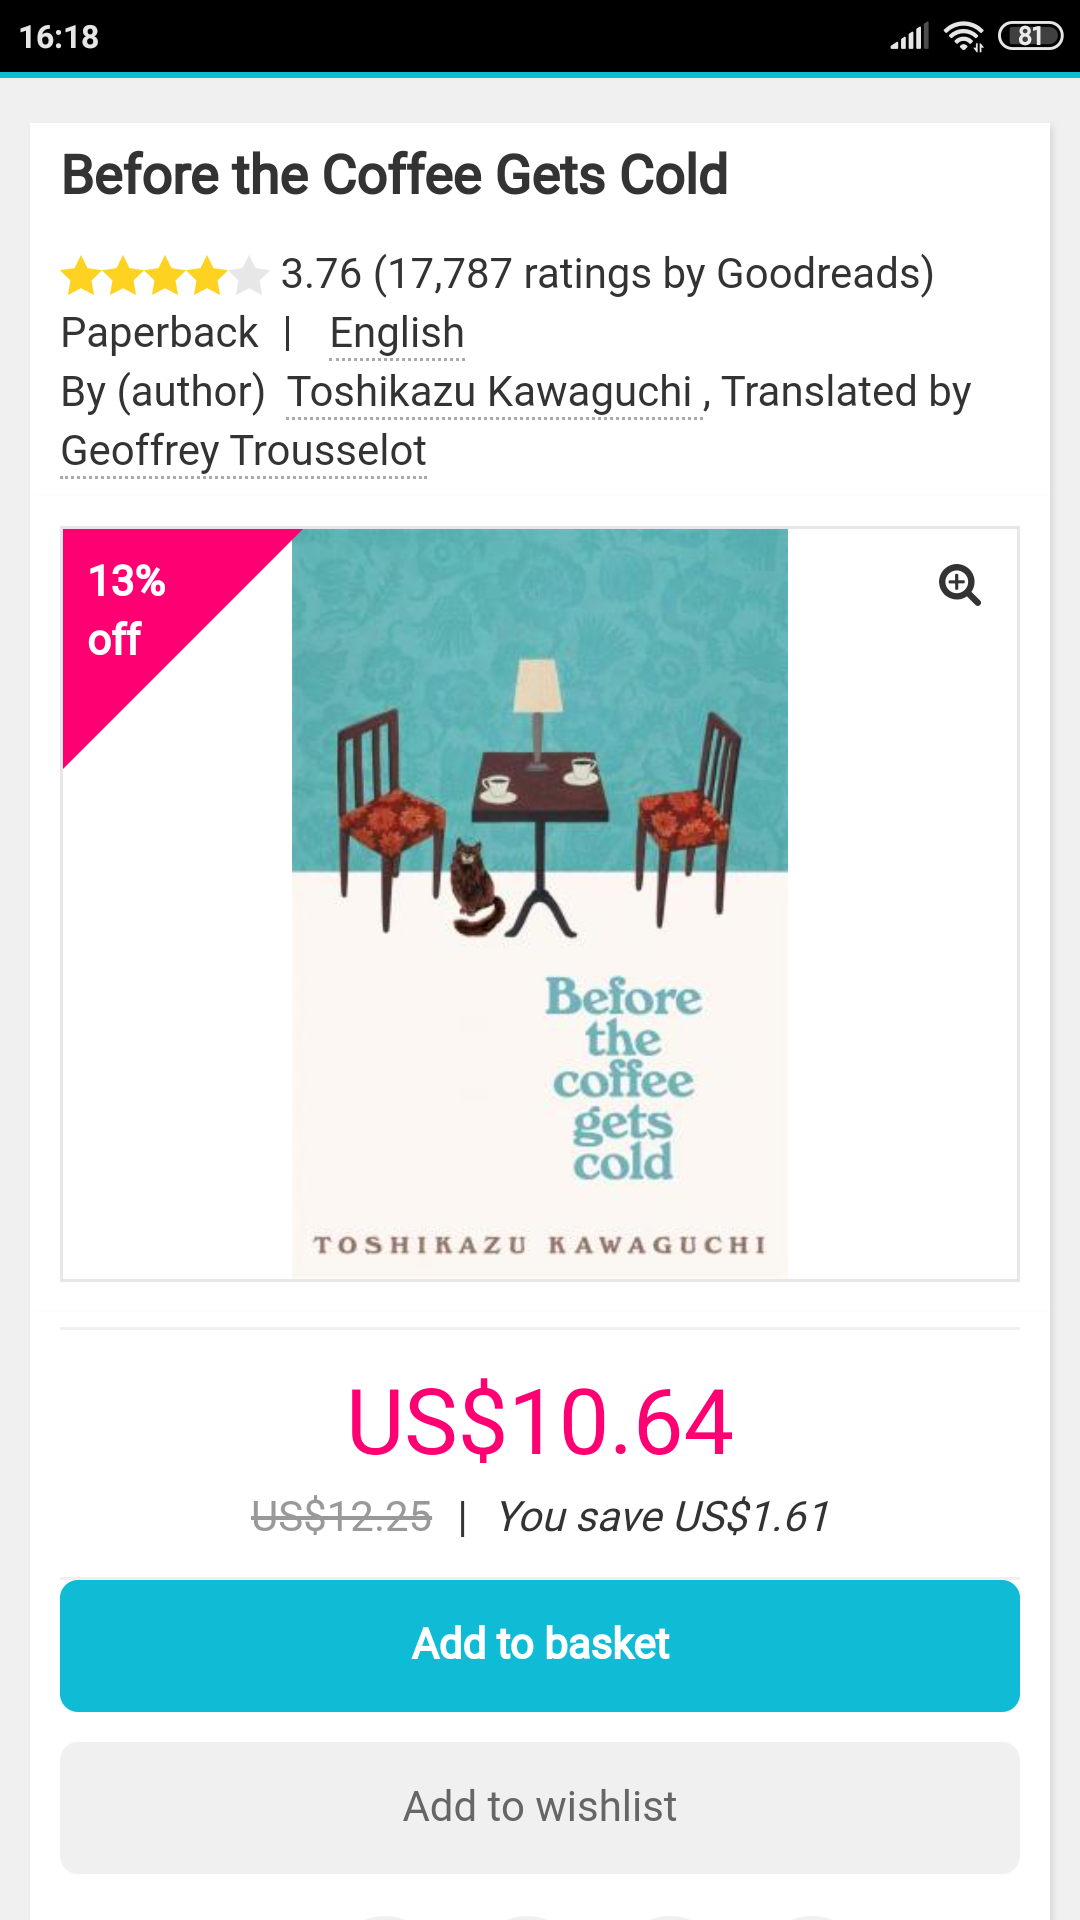 16:18
81
Before the Coffee Gets Cold
3.76 (17,787 ratings by Goodreads)
Paperback | English
By (author) Toshikazu Kawaguchi , Translated by
Geoffrey Trousselot
13%
off
Before
the
coffee
gets
cold
TOSHIKAZU KAWAGUCHI
US$10.64
US$12.25 | You save US$1.61
Add to basket
Add to wishlist